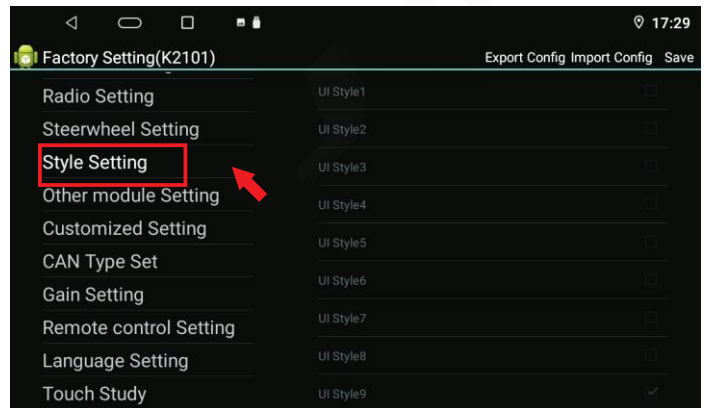 17:29
Factory Setting(K2101)
Export Config Import Config Save
Radio Setting
Steerwheel Setting
Style Setting
Other module Setting
Customized Setting
CAN Type Set
Gain Setting
Remote control Setting
Language Setting
Touch Study
UI Style1
UI Style2
UI Style3
UI Style4
UI Style5
UI Style6
UI Style7
UI Style8
UI Style9